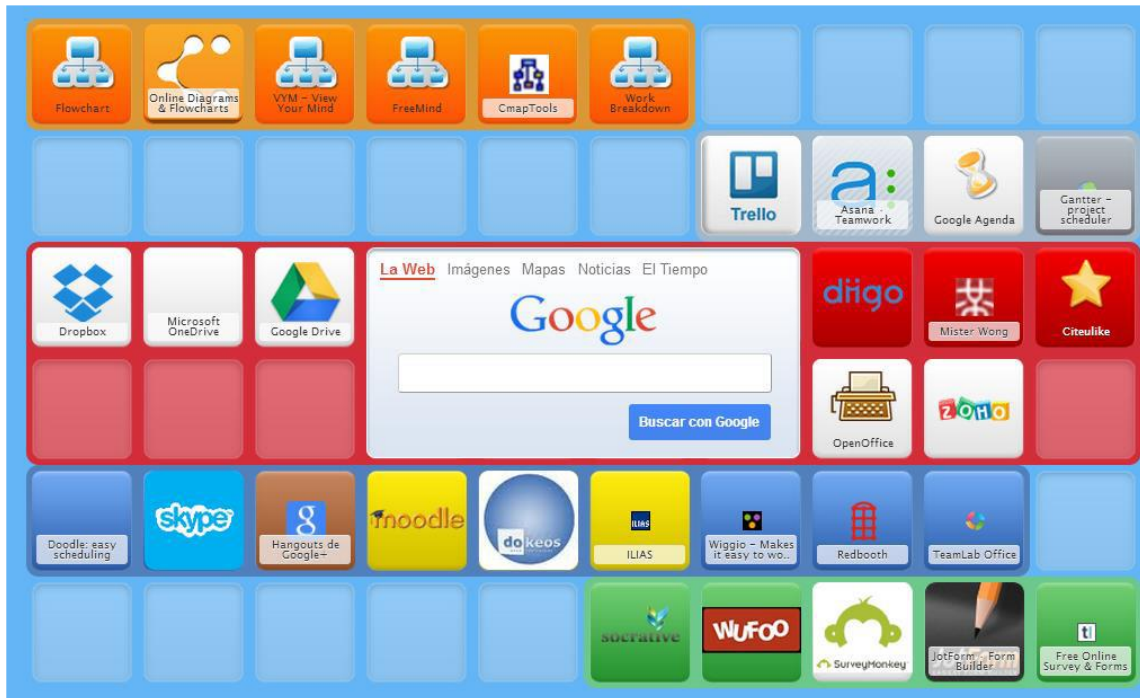 Flowchart
Online Diagrams
& Flowcharts
VYM - View
Your Mind
FreeMind
CmapTools
Work
Breakdown
Trello
Asana -
Teamwork
Google Agenda
Gantter -
project
scheduler
Dropbox
Microsoft
OneDrive
Google Drive
La Web Imágenes Mapas Noticias El Tiempo
Google
Buscar con Google
diigo
Mister Wong
Citeulike
OpenOffice
ZOHO
Doodle: easy
scheduling
skype
Hangouts de
Google+
moodle
dokeos
ILIAS
ILIAS
Wiggio - Makes
it easy to wo..
Redbooth
TeamLab Office
socrative
WUFOO
SurveyMonkey
JotForm Form
Builder
Free Online
Survey & Forms